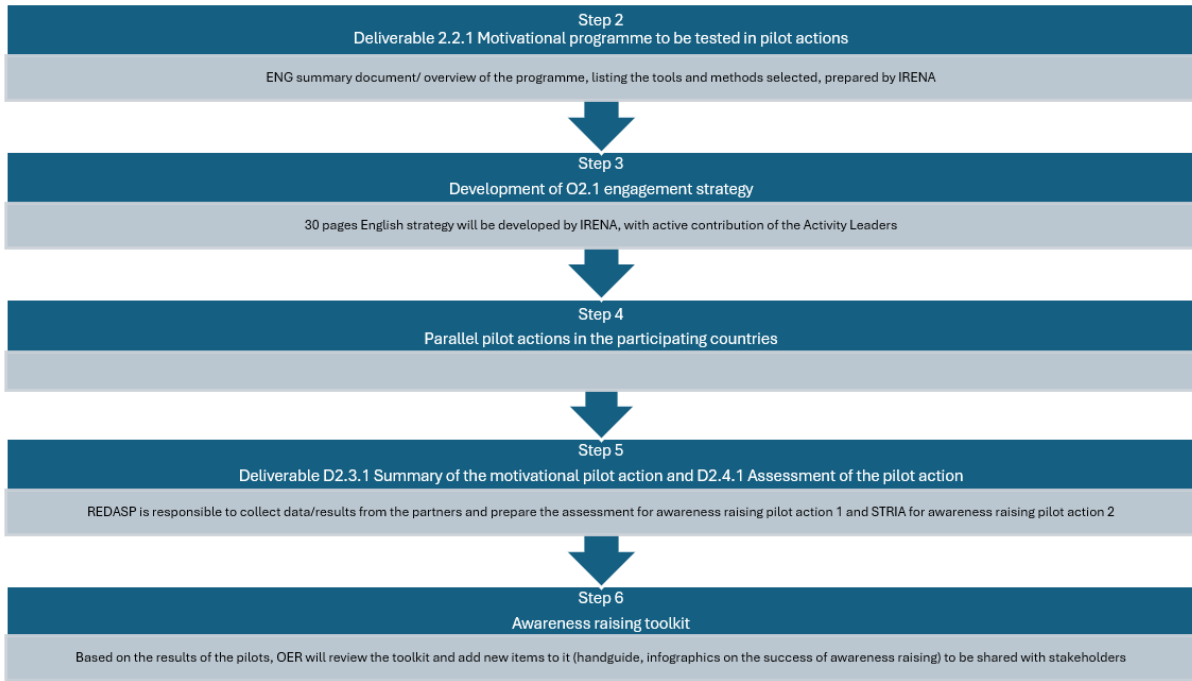 Step 2
Deliverable 2.2.1 Motivational programme to be tested in pilot actions
ENG summary document/ overview of the programme, listing the tools and methods selected, prepared by IRENA
Step 3
Development of O2.1 engagement strategy
30 pages English strategy will be developed by IRENA, with active contribution of the Activity Leaders
Step 4
Parallel pilot actions in the participating countries
Step 5
Deliverable D2.3.1 Summary of the motivational pilot action and D2.4.1 Assessment of the pilot action
REDASP is responsible to collect data/results from the partners and prepare the assessment for awareness raising pilot action 1 and STRIA for awareness raising pilot action 2
Step 6
Awareness raising toolkit
Based on the results of the pilots, OER will review the toolkit and add new items to it (handguide, infographics on the success of awareness raising) to be shared with stakeholders